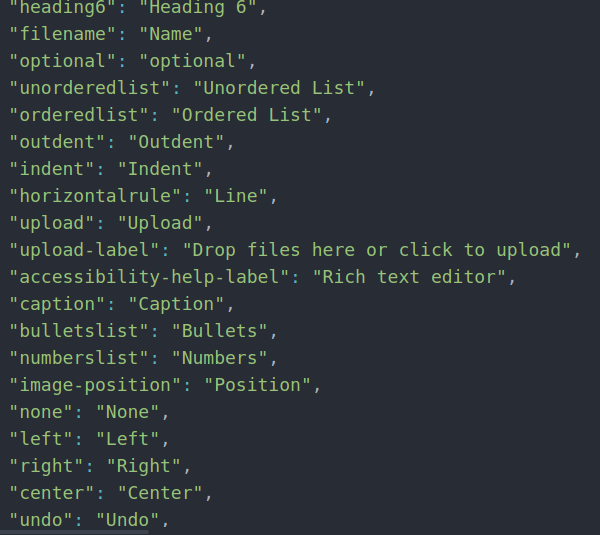 "heading6": "Heading 6",
"filename": "Name",
"optional": "optional",
"unorderedlist": "Unordered List",
"orderedlist": "Ordered List",
"outdent": "Outdent",
"indent": "Indent",
"horizontalrule": "Line",
"upload": "Upload",
"upload-label": "Drop files here or click to upload",
"accessibility-help-label": "Rich text editor",
"caption": "Caption",
"bulletslist": "Bullets",
"numberslist": "Numbers",
"image-position": "Position",
"none": "None",
"left": "Left",
"right": "Right",
"center": "Center",
"undo": "Undo",